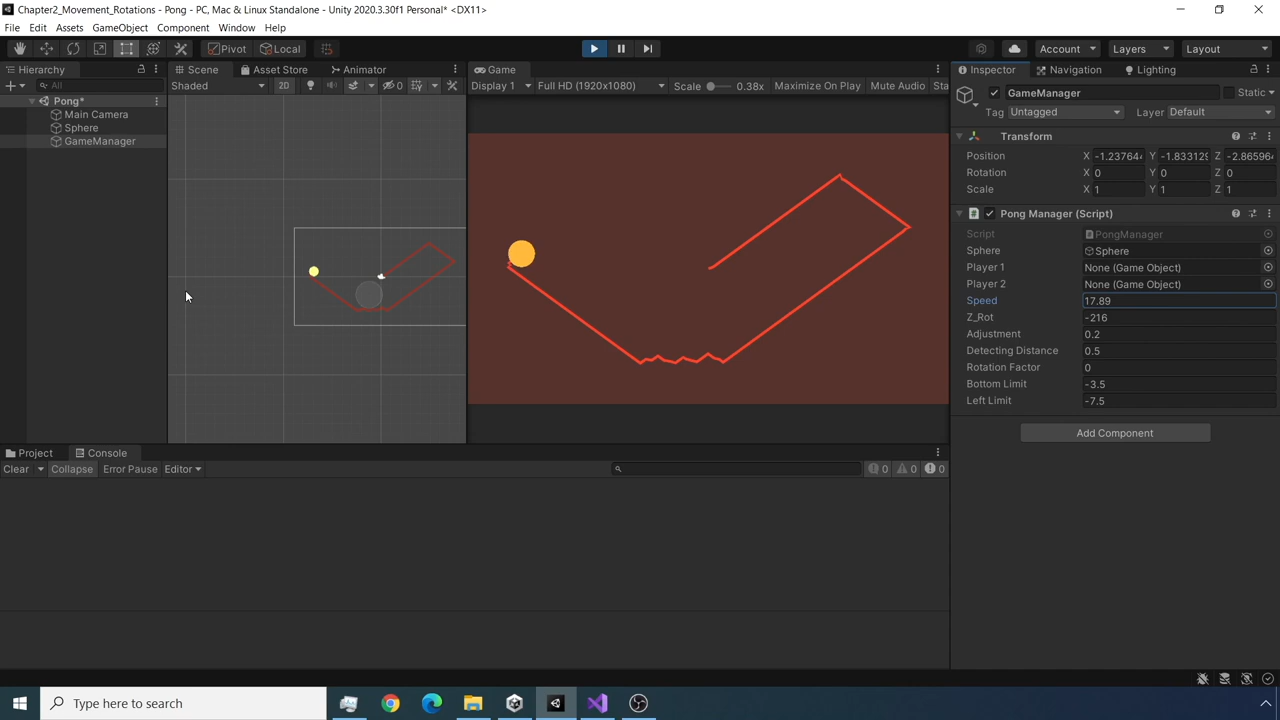 Chapter2_Movement_Rotations - Pong - PC, Mac & Linux Standalone - Unity 2020.3.30f1 Personal* <DX11>
File Edit Assets GameObject Component Window Help
Pivot Local Account Layers Layout
Hierarchy Scene Asset Store Animator Game Inspector Navigation Lighting
All Shaded 2D 0 Display 1 Full HD (1920x1080) Scale 0.38x Maximize On Play Mute Audio Sta GameManager Static
Pong*
Main Camera
Sphere
GameManager
Tag Untagged Layer Default
Transform
Position X -1.23764 Y -1.833129 Z -2.86596
Rotation X 0 Y 0 Z 0
Scale X 1 Y 1 Z 1
Pong Manager (Script)
Script PongManager
Sphere Sphere
Player 1 None (Game Object)
Player 2 None (Game Object)
Speed 17.89
Z_Rot -216
Adjustment 0.2
Detecting Distance 0.5
Rotation Factor 0
Bottom Limit -3.5
Left Limit -7.5
Add Component
Project Console
Clear Collapse Error Pause Editor 0 0 0
Type here to search